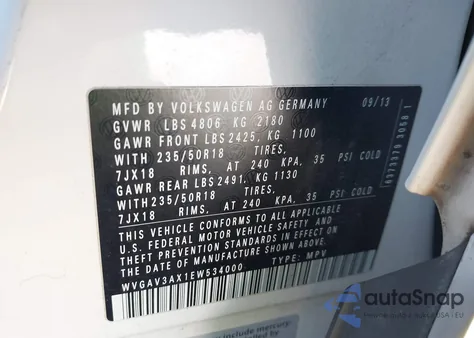 MFD BY VOLKSWAGEN AG GERMANY 09/13
GVWR LBS 4806, KG 2180
GAWR FRONT LBS 2425, KG 1100
WITH 235/50R18 TIRES,
7JX18 RIMS, AT 240 KPA, 35 PSI COLD
GAWR REAR LBS 2491, KG 1130
WITH 235/50R18 TIRES,
7JX18 RIMS, AT 240 KPA, 35 PSI COLD
THIS VEHICLE CONFORMS TO ALL APPLICABLE
U.S. FEDERAL MOTOR VEHICLE SAFETY AND
THEFT PREVENTION STANDARDS IN EFFECT ON
THE DATE OF MANUFACTURE SHOWN ABOVE.
WVGAV3AX1EW534000 TYPE: MPV
autoSnap